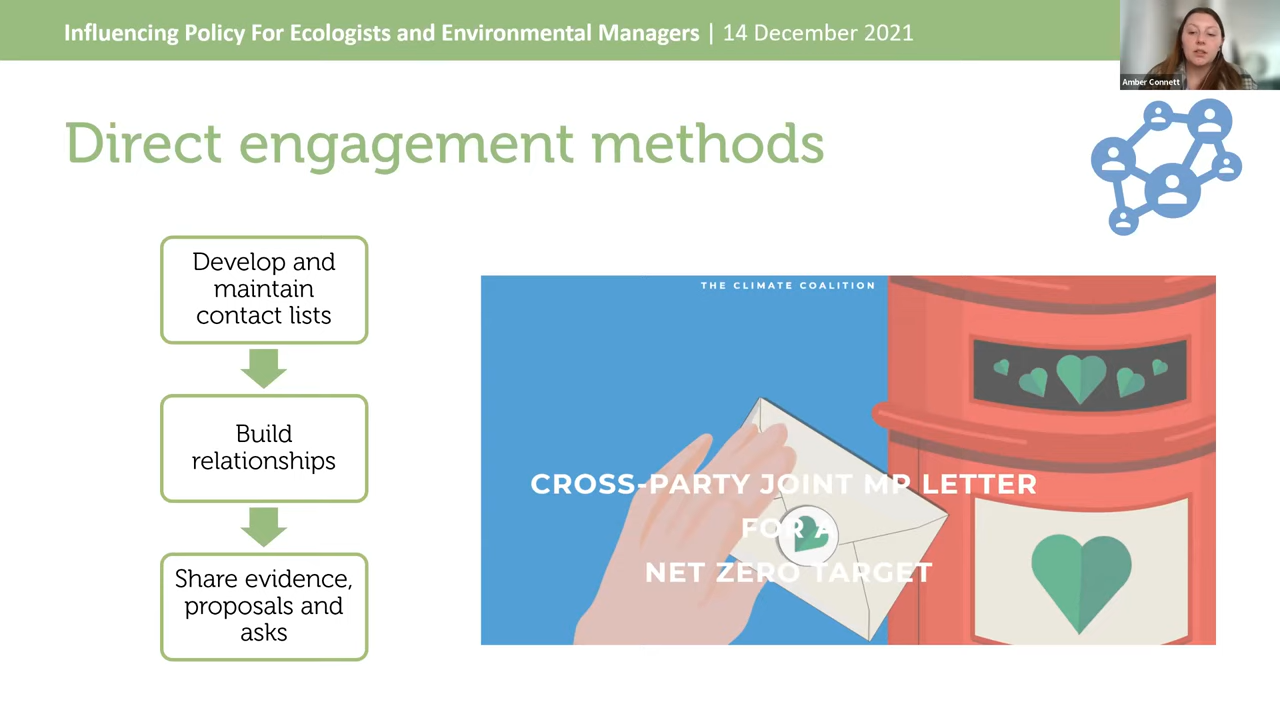 Influencing Policy For Ecologists and Environmental Managers | 14 December 2021
Amber Connett
Direct engagement methods
Develop and
maintain
contact lists
Build
relationships
Share evidence,
proposals and
asks
THE CLIMATE COALITION
CROSS-PARTY JOINT MP LETTER
FOR A
NET ZERO TARGET